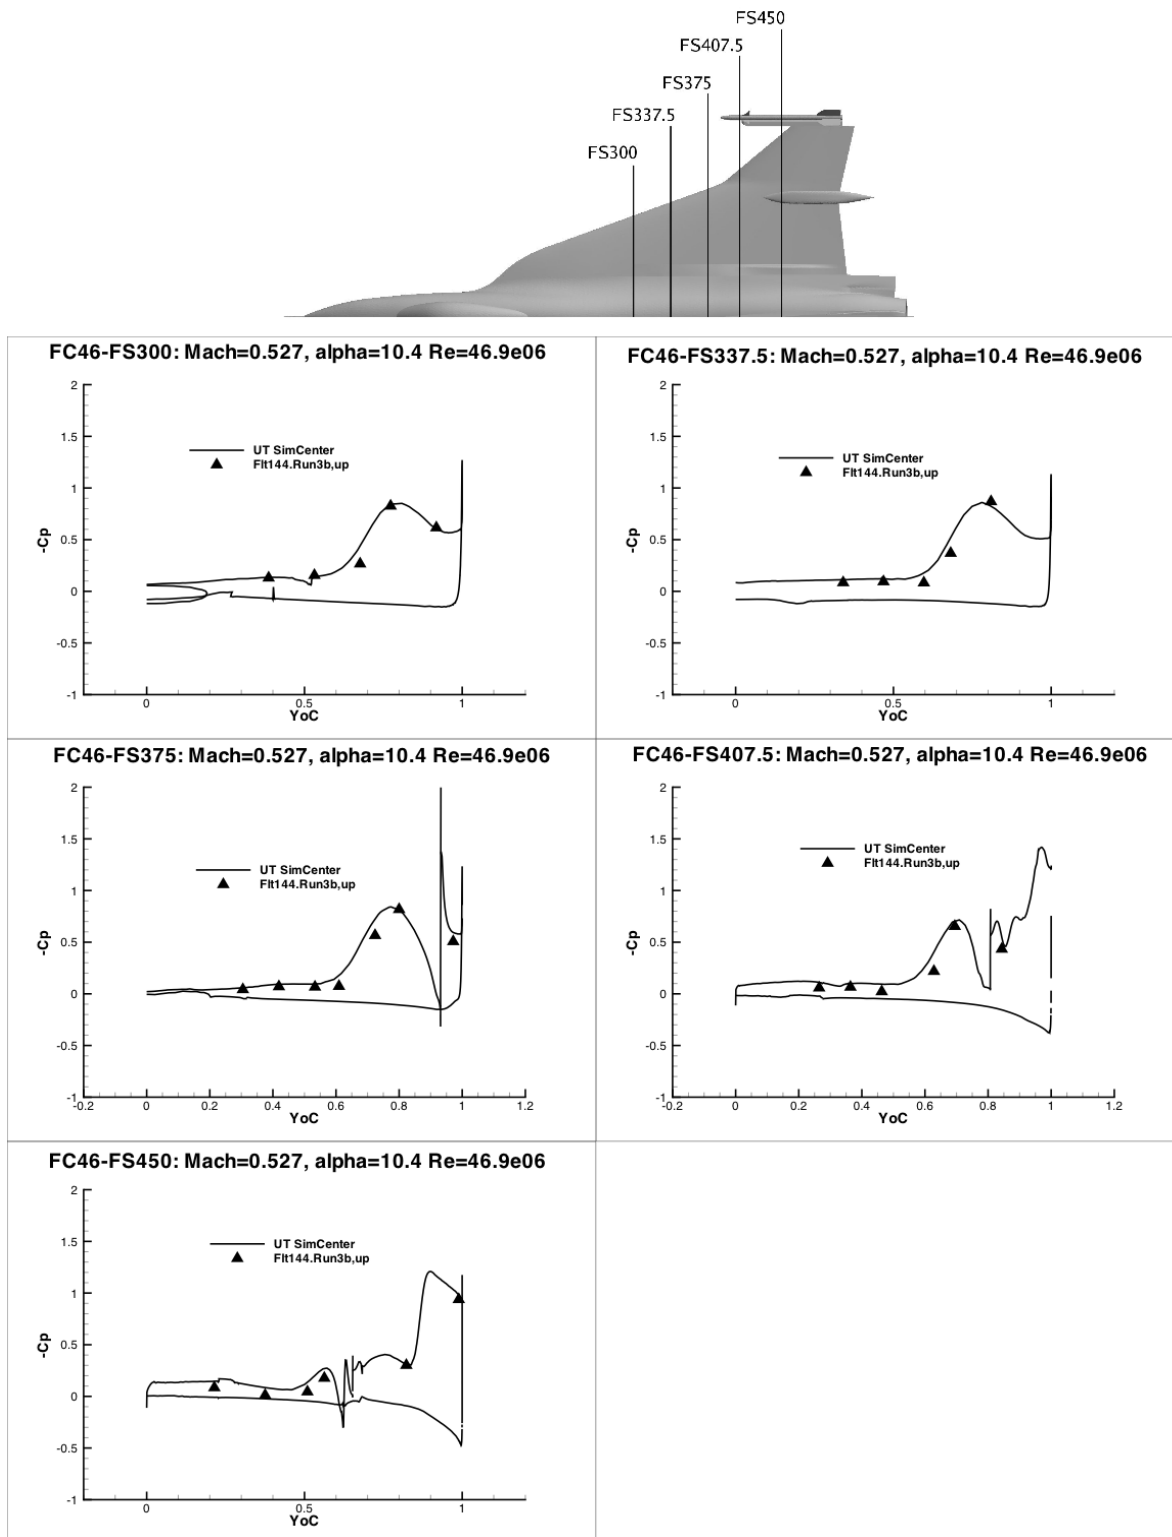 FS450
FS407.5
FS375
FS337.5
FS300
FC46-FS300: Mach=0.527, alpha=10.4 Re=46.9e06
2
1.5
1
0.5
0
-0.5
-1
-Cp
UT SimCenter
Flt144.Run3b,up
0
0.5
1
YoC
FC46-FS337.5: Mach=0.527, alpha=10.4 Re=46.9e06
2
1.5
1
0.5
0
-0.5
-1
-Cp
UT SimCenter
Flt144.Run3b,up
0
0.5
1
YoC
FC46-FS375: Mach=0.527, alpha=10.4 Re=46.9e06
2
1.5
1
0.5
0
-0.5
-1
-Cp
UT SimCenter
Flt144.Run3b,up
-0.2
0
0.2
0.4
0.6
0.8
1
1.2
YoC
FC46-FS407.5: Mach=0.527, alpha=10.4 Re=46.9e06
2
1.5
1
0.5
0
-0.5
-1
-Cp
UT SimCenter
Flt144.Run3b,up
-0.2
0
0.2
0.4
0.6
0.8
1
1.2
YoC
FC46-FS450: Mach=0.527, alpha=10.4 Re=46.9e06
2
1.5
1
0.5
0
-0.5
-1
-Cp
UT SimCenter
Flt144.Run3b,up
0
0.5
1
YoC